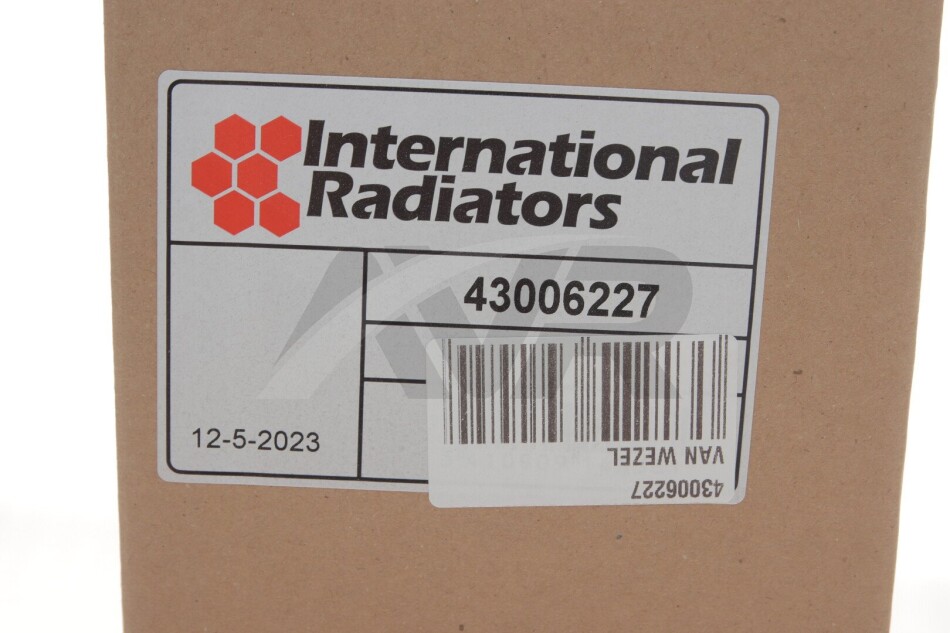 International
Radiators
43006227
12-5-2023
VAN WEZEL
43006227